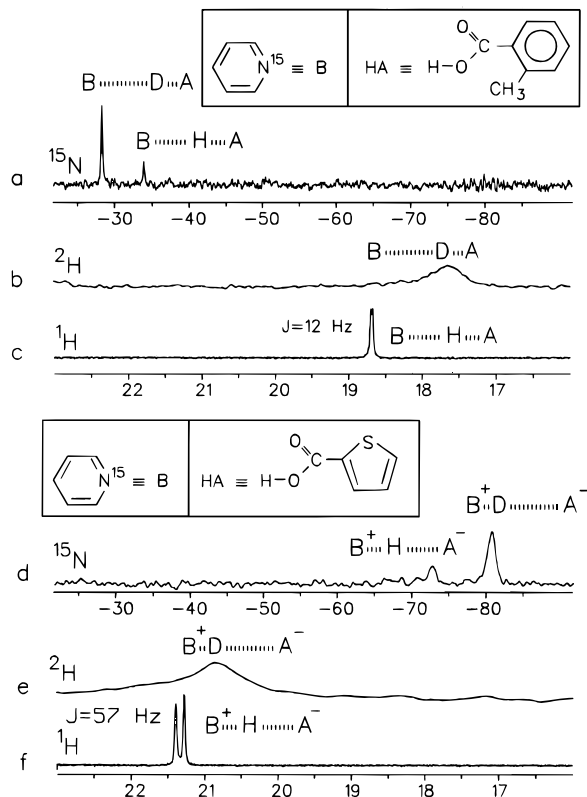 N¹⁵ ≡ B
HA ≡ H-O C O CH₃
B D A
B H A
a ¹⁵N
-30 -40 -50 -60 -70 -80
b ²H
B D A
c ¹H
J=12 Hz
B H A
22 21 20 19 18 17
N¹⁵ ≡ B
HA ≡ H-O C O S
B⁺ D A⁻
B⁺ H A⁻
d ¹⁵N
-30 -40 -50 -60 -70 -80
B⁺ D A⁻
e ²H
J=57 Hz
B⁺ H A⁻
f ¹H
22 21 20 19 18 17